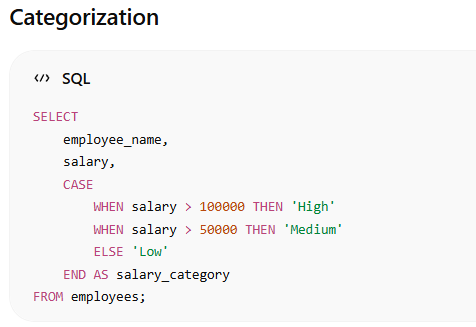 Categorization
</> SQL
SELECT
    employee_name,
    salary,
    CASE
        WHEN salary > 100000 THEN 'High'
        WHEN salary > 50000 THEN 'Medium'
        ELSE 'Low'
    END AS salary_category
FROM employees;